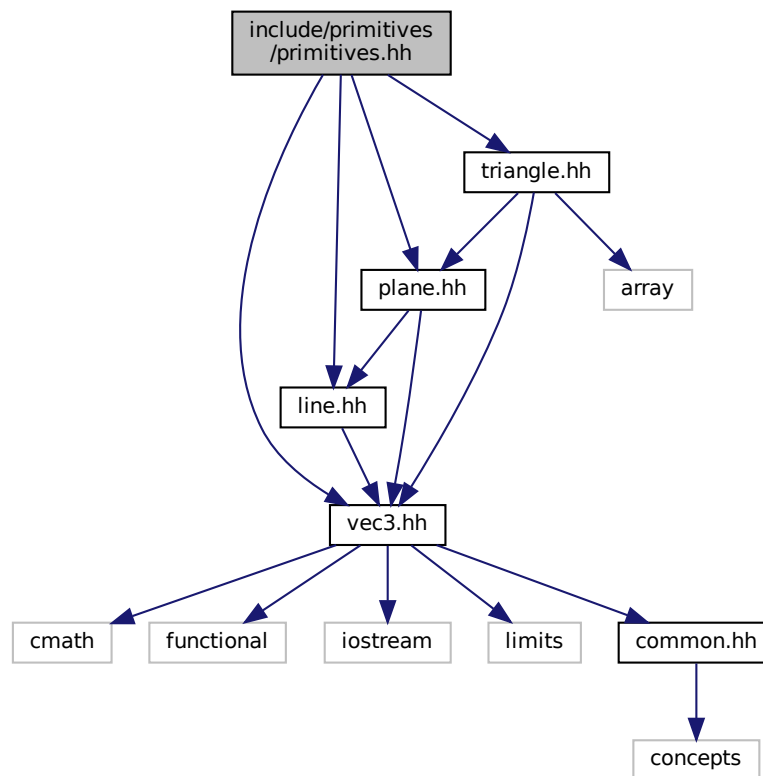 include/primitives
/primitives.hh
triangle.hh
plane.hh
array
line.hh
vec3.hh
cmath
functional
iostream
limits
common.hh
concepts